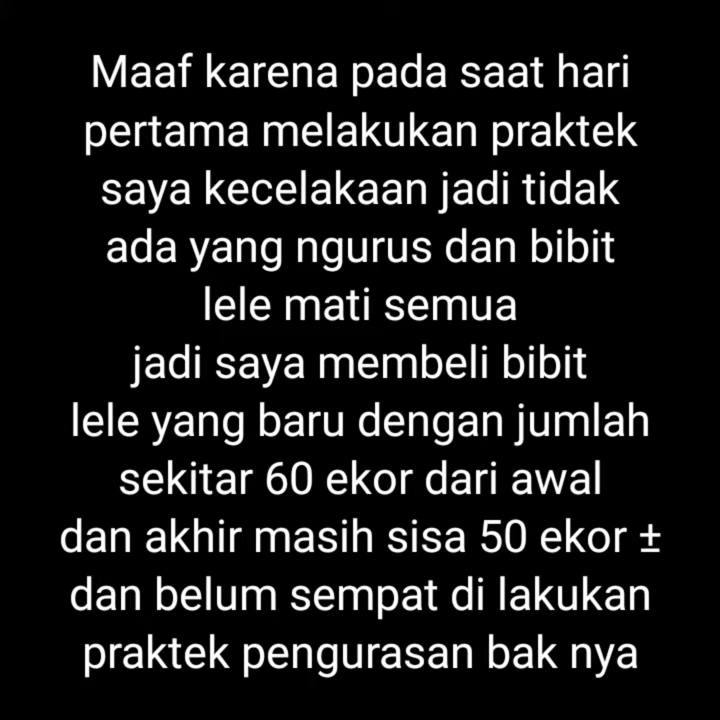 Maaf karena pada saat hari
pertama melakukan praktek
saya kecelakaan jadi tidak
ada yang ngurus dan bibit
lele mati semua
jadi saya membeli bibit
lele yang baru dengan jumlah
sekitar 60 ekor dari awal
dan akhir masih sisa 50 ekor ±
dan belum sempat di lakukan
praktek pengurasan bak nya